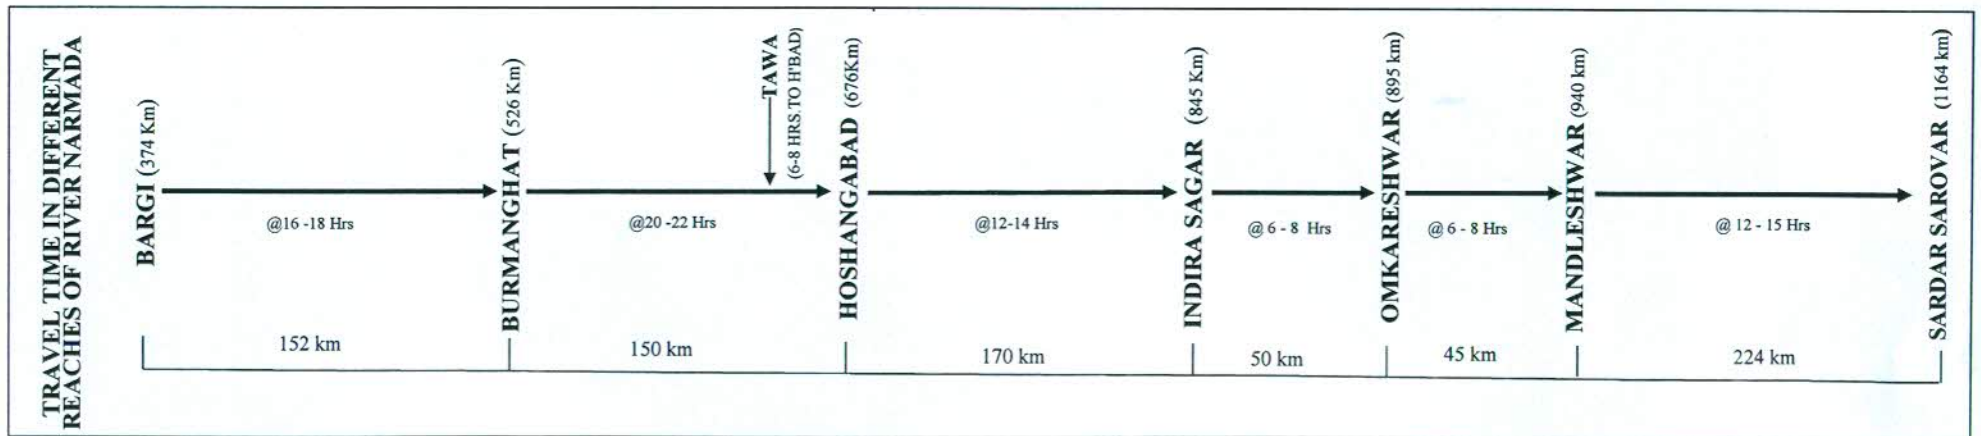 TRAVEL TIME IN DIFFERENT
REACHES OF RIVER NARMADA
BARGI (374 Km)
@16 -18 Hrs
BURMANGHAT (526 Km)
@20 -22 Hrs
TAWA
(6-8 HRS.TO H'BAD)
HOSHANGABAD (676Km)
@12-14 Hrs
INDIRA SAGAR (845 Km)
@ 6 - 8 Hrs
OMKARESHWAR (895 km)
@ 6 - 8 Hrs
MANDLESHWAR (940 km)
@ 12 - 15 Hrs
SARDAR SAROVAR (1164 km)
152 km
150 km
170 km
50 km
45 km
224 km